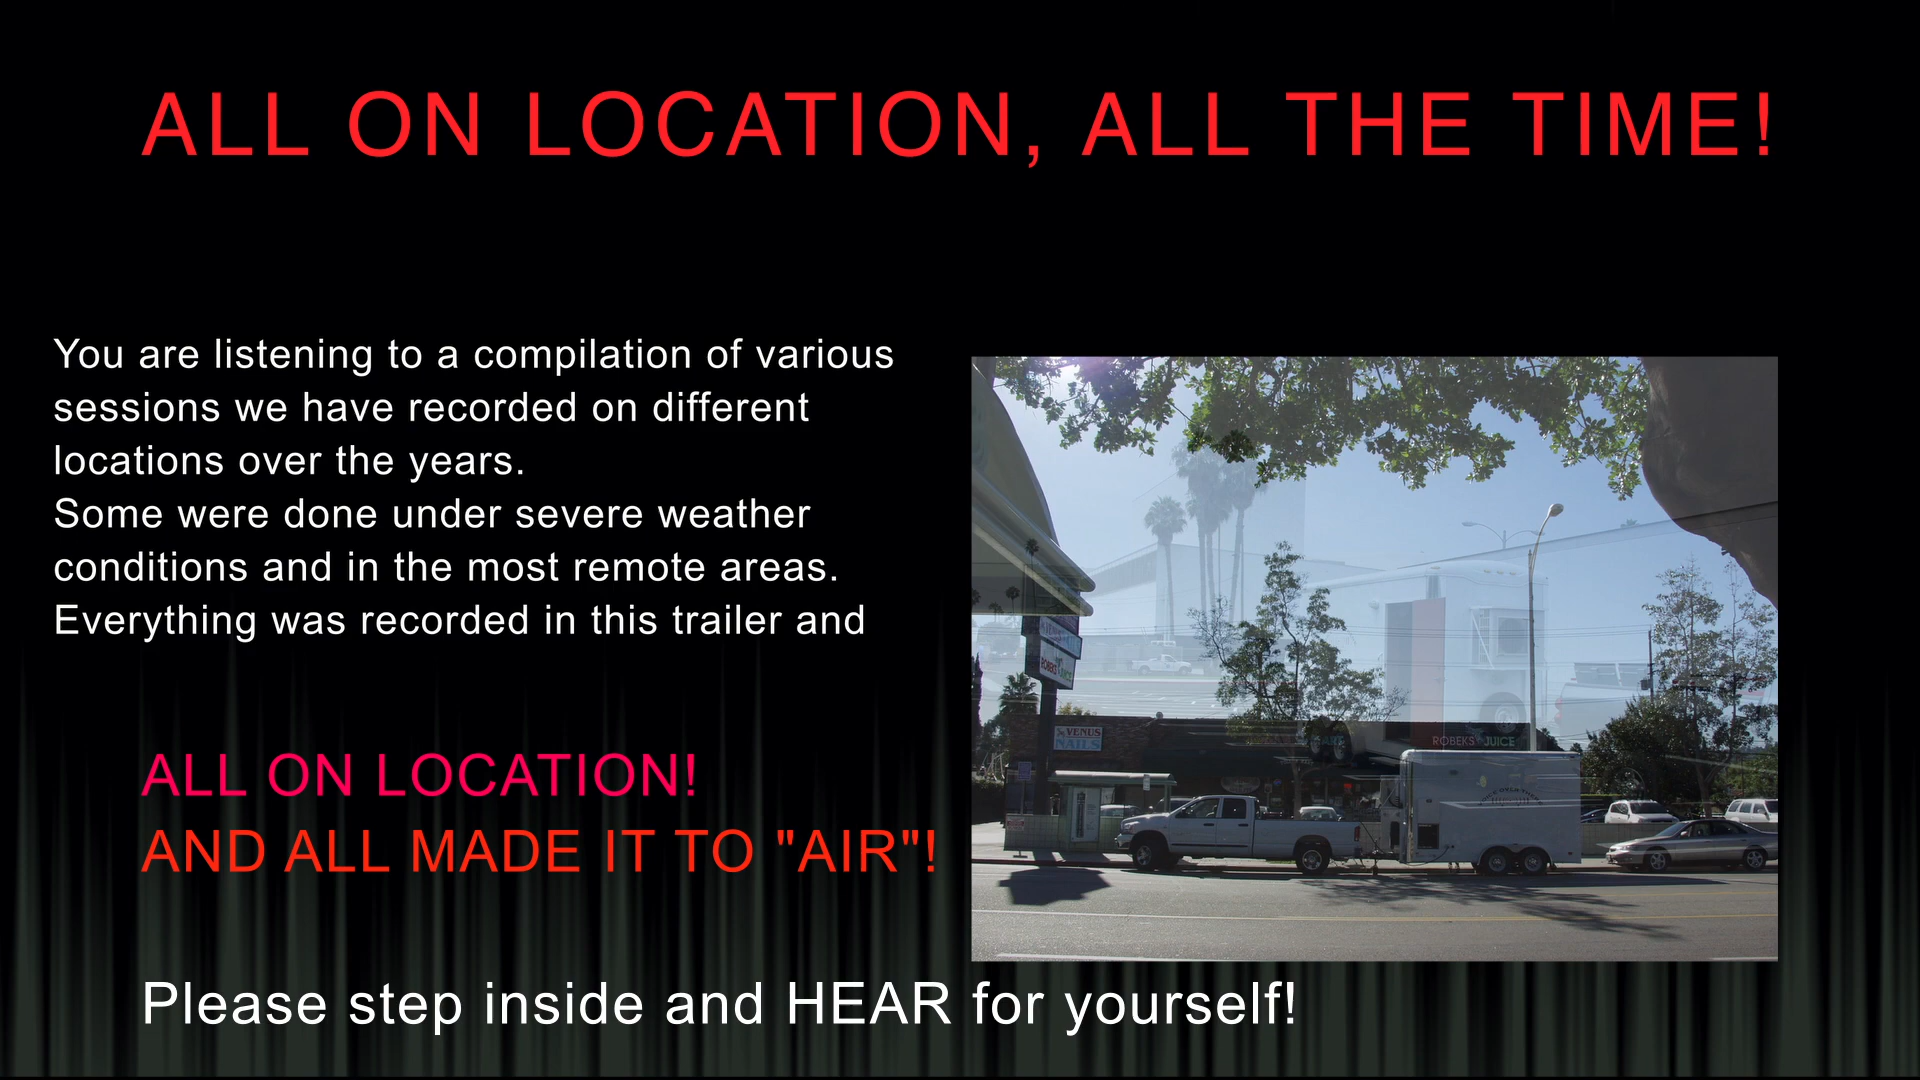 ALL ON LOCATION, ALL THE TIME!
You are listening to a compilation of various
sessions we have recorded on different
locations over the years.
Some were done under severe weather
conditions and in the most remote areas.
Everything was recorded in this trailer and
ALL ON LOCATION!
AND ALL MADE IT TO "AIR"!
Please step inside and HEAR for yourself!
VENUS
NAILS
ROBEKS JUICE